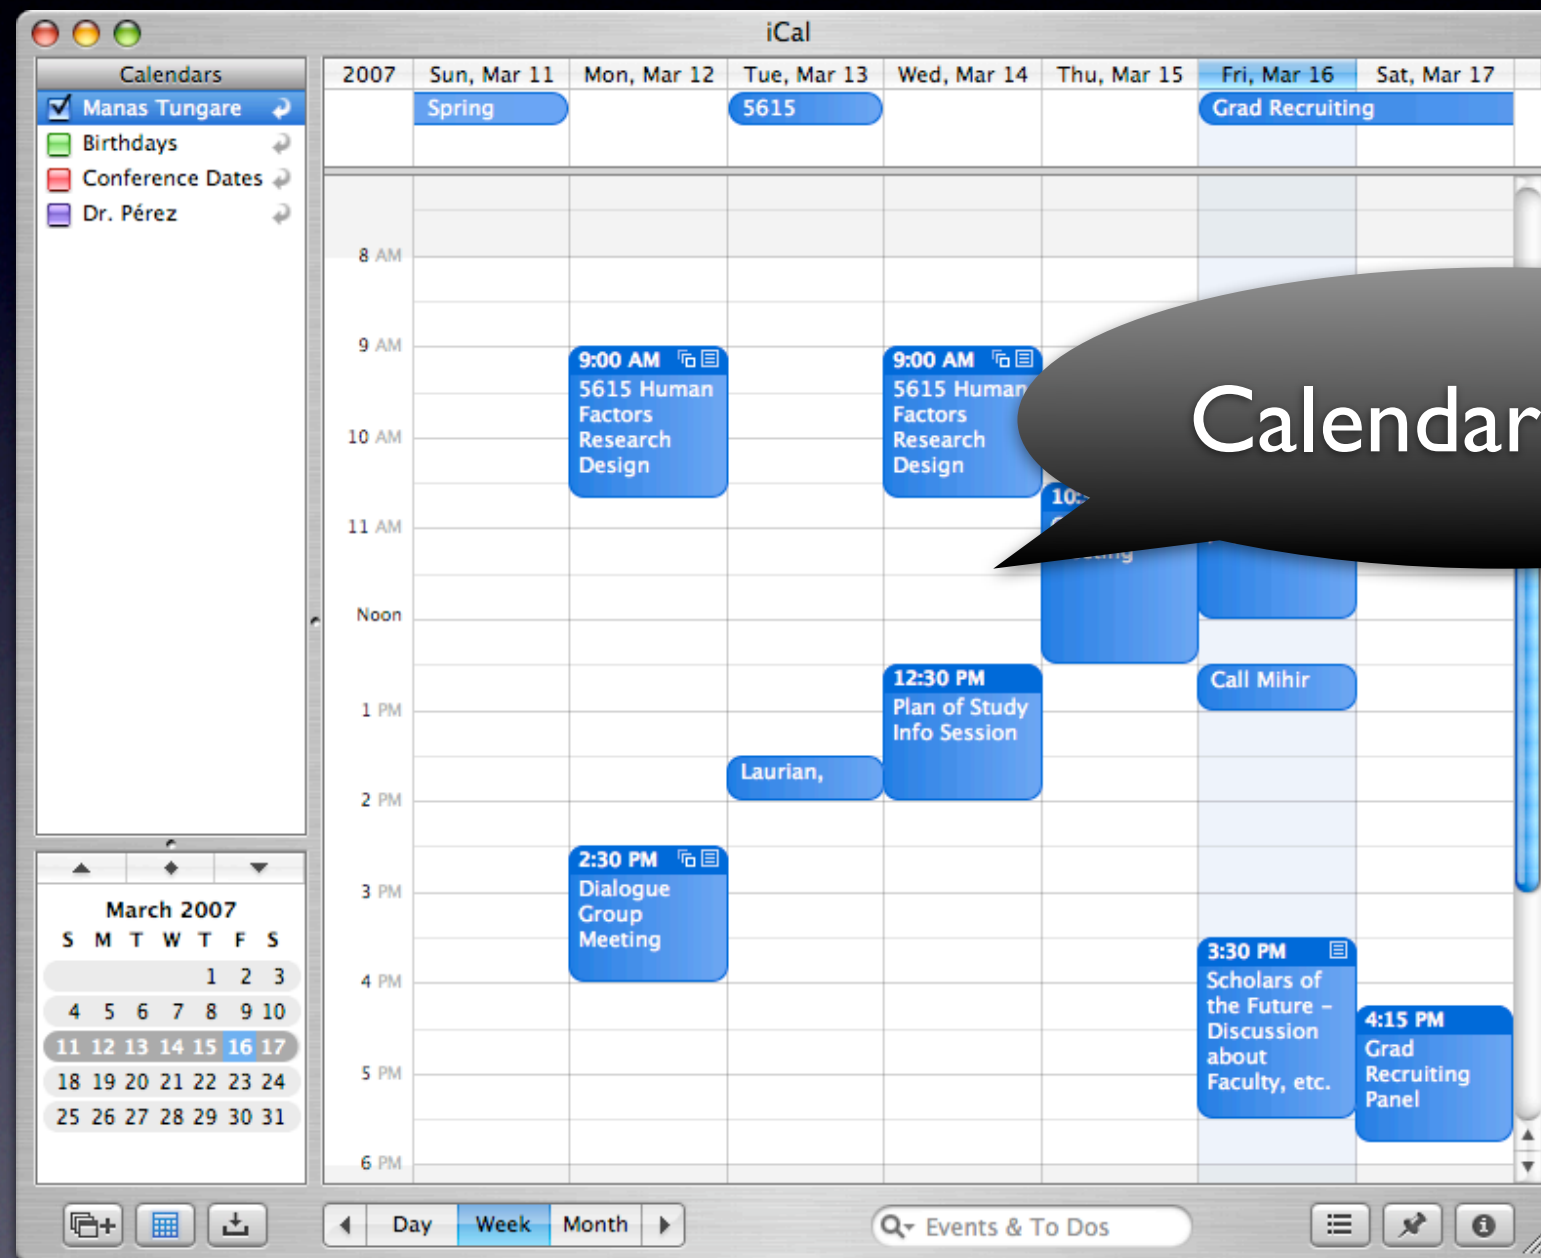 iCal
Calendars
Manas Tungare
Birthdays
Conference Dates
Dr. Pérez
2007 Sun, Mar 11 Mon, Mar 12 Tue, Mar 13 Wed, Mar 14 Thu, Mar 15 Fri, Mar 16 Sat, Mar 17
Spring 5615 Grad Recruiting
8 AM
9 AM
10 AM
11 AM
Noon
1 PM
2 PM
3 PM
4 PM
5 PM
6 PM
9:00 AM
5615 Human
Factors
Research
Design
2:30 PM
Dialogue
Group
Meeting
Laurian,
9:00 AM
5615 Human
Factors
Research
Design
12:30 PM
Plan of Study
Info Session
Calendar
Call Mihir
3:30 PM
Scholars of
the Future –
Discussion
about
Faculty, etc.
4:15 PM
Grad
Recruiting
Panel
March 2007
S M T W T F S
1 2 3
4 5 6 7 8 9 10
11 12 13 14 15 16 17
18 19 20 21 22 23 24
25 26 27 28 29 30 31
Day Week Month
Events & To Dos